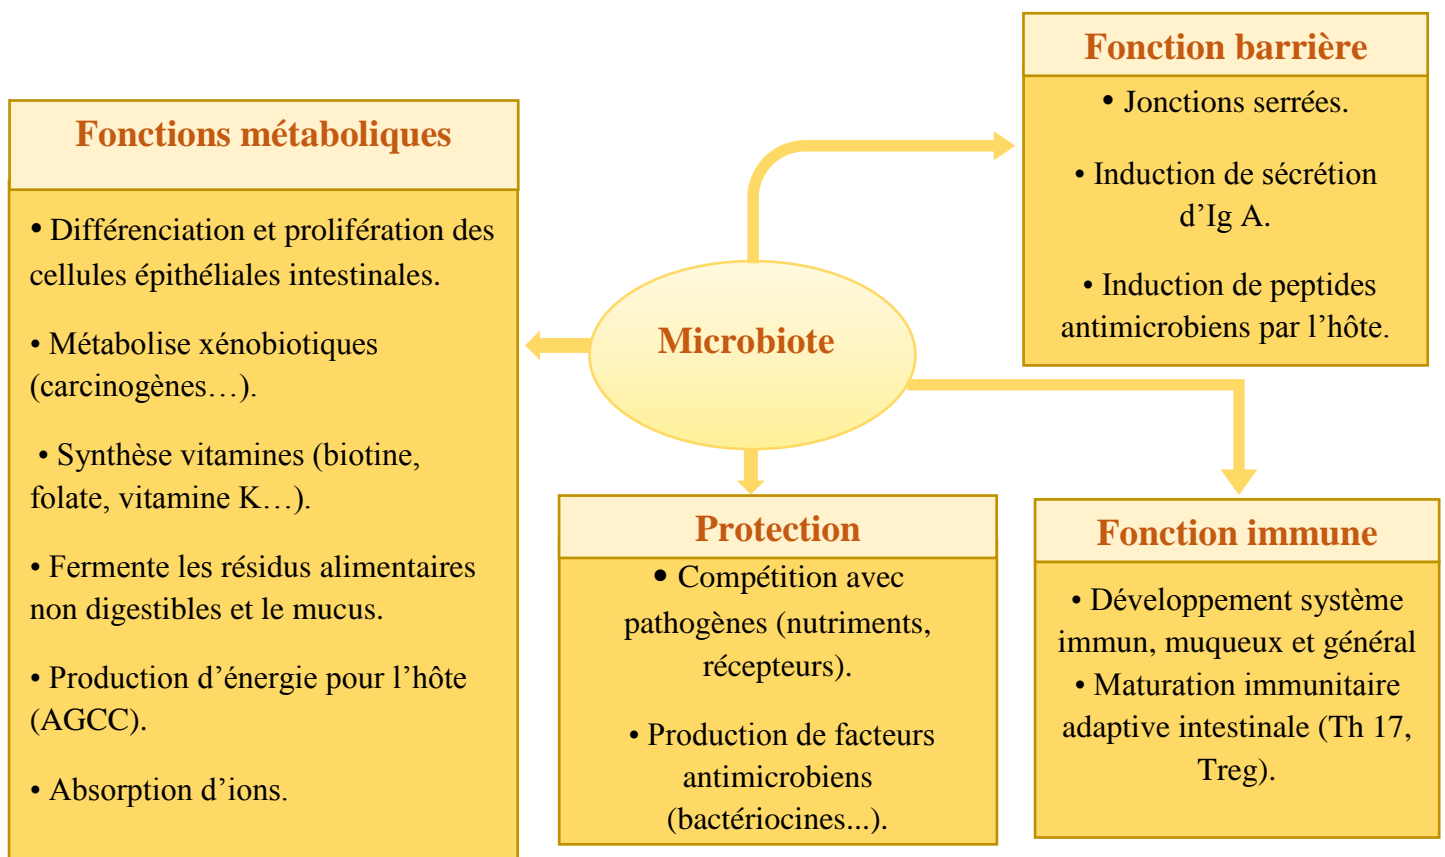 Fonctions métaboliques
• Différenciation et prolifération des
cellules épithéliales intestinales.
• Métabolise xénobiotiques
(carcinogènes…).
• Synthèse vitamines (biotine,
folate, vitamine K…).
• Fermente les résidus alimentaires
non digestibles et le mucus.
• Production d’énergie pour l’hôte
(AGCC).
• Absorption d’ions.
Microbiote
Fonction barrière
• Jonctions serrées.
• Induction de sécrétion
d’Ig A.
• Induction de peptides
antimicrobiens par l’hôte.
Protection
• Compétition avec
pathogènes (nutriments,
récepteurs).
• Production de facteurs
antimicrobiens
(bactériocines...).
Fonction immune
• Développement système
immun, muqueux et général
• Maturation immunitaire
adaptive intestinale (Th 17,
Treg).